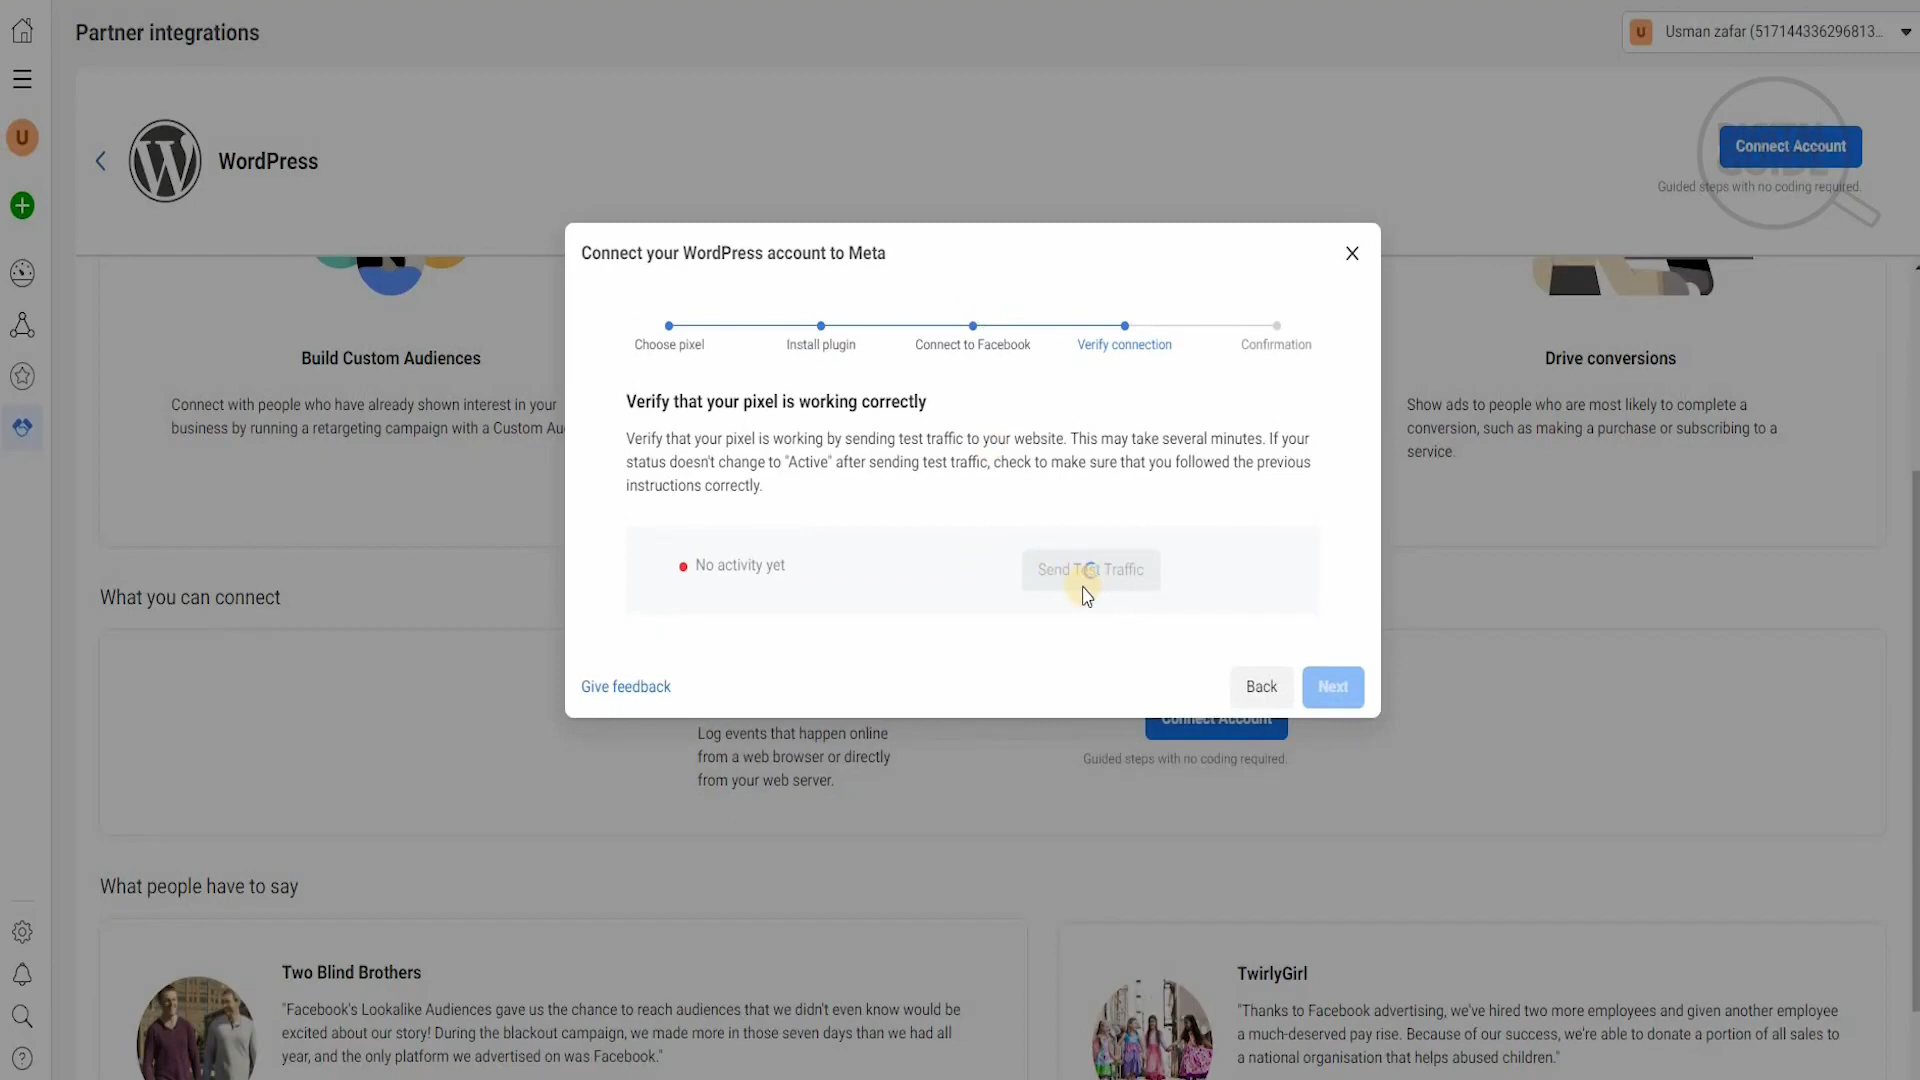 Partner integrations
U
Usman zafar (517144336296813...
U
WordPress
Connect Account
Guided steps with no coding required.
Connect your WordPress account to Meta
Choose pixel
Install plugin
Connect to Facebook
Verify connection
Confirmation
Build Custom Audiences
Connect with people who have already shown interest in your
business by running a retargeting campaign with a Custom Au
Verify that your pixel is working correctly
Verify that your pixel is working by sending test traffic to your website. This may take several minutes. If your
status doesn't change to "Active" after sending test traffic, check to make sure that you followed the previous
instructions correctly.
Drive conversions
Show ads to people who are most likely to complete a
conversion, such as making a purchase or subscribing to a
service.
No activity yet
Send Test Traffic
What you can connect
Give feedback
Back
Next
Connect Account
Log events that happen online
from a web browser or directly
from your web server.
Guided steps with no coding required.
What people have to say
Two Blind Brothers
"Facebook's Lookalike Audiences gave us the chance to reach audiences that we didn't even know would be
excited about our story! During the blackout campaign, we made more in those seven days than we had all
year, and the only platform we advertised on was Facebook."
TwirlyGirl
"Thanks to Facebook advertising, we've hired two more employees and given another employee
a much-deserved pay rise. Because of our success, we're able to donate a portion of all sales to
a national organisation that helps abused children."